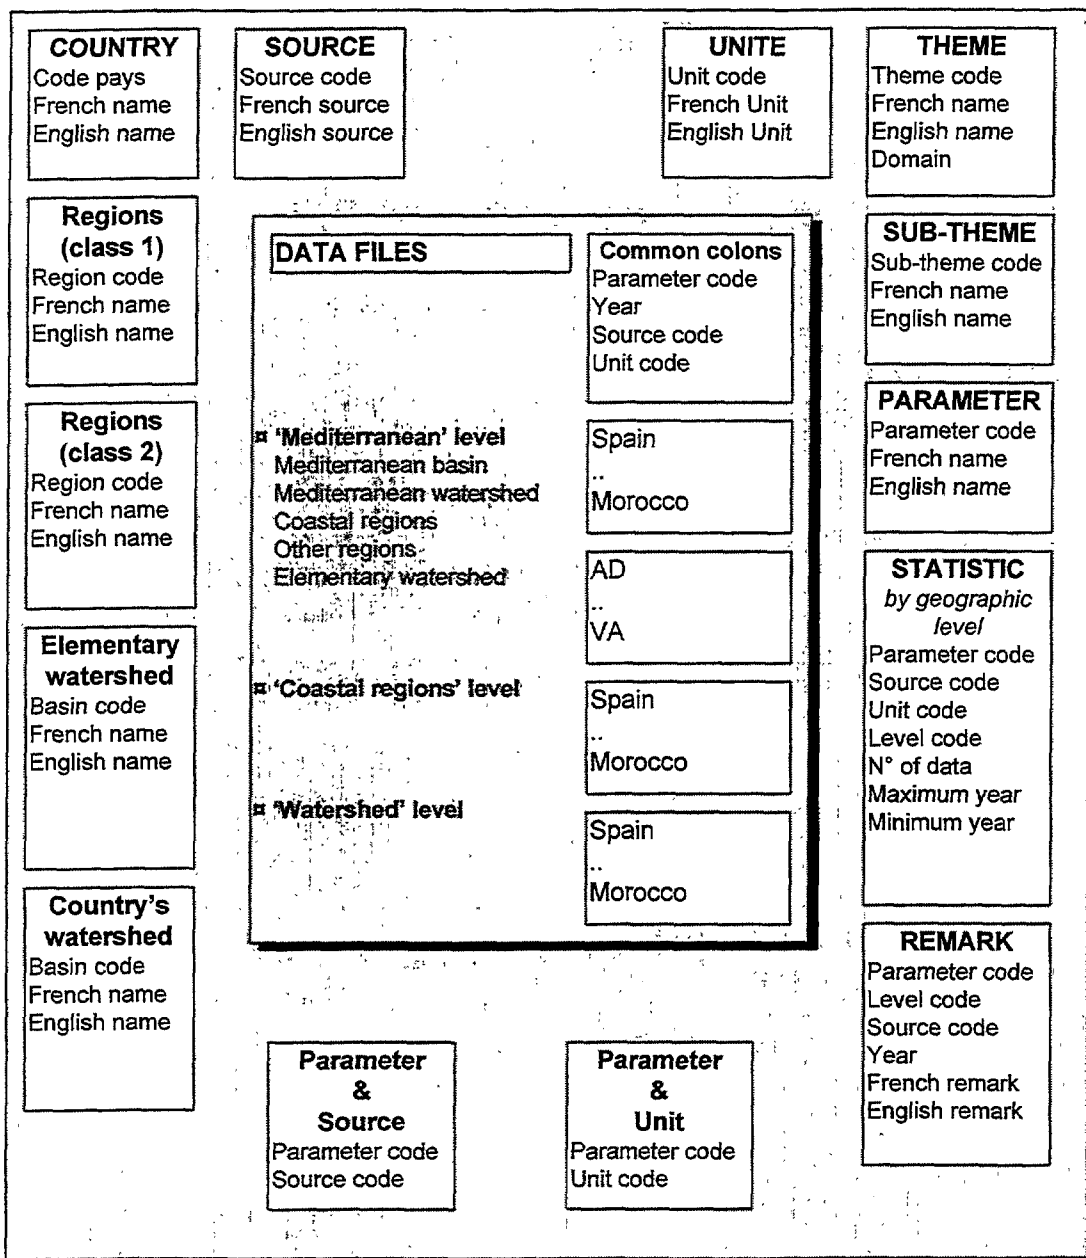 COUNTRY
Code pays
French name
English name
SOURCE
Source code
French source
English source
UNITE
Unit code
French Unit
English Unit
THEME
Theme code
French name
English name
Domain
Regions
(class 1)
Region code
French name
English name
Regions
(class 2)
Region code
French name
English name
Elementary
watershed
Basin code
French name
English name
Country's
watershed
Basin code
French name
English name
DATA FILES
¤ 'Mediterranean' level
Mediterranean basin
Mediterranean watershed
Coastal regions
Other regions
Elementary watershed
¤ 'Coastal regions' level
¤ 'Watershed' level
Common colons
Parameter code
Year
Source code
Unit code
Spain
..
Morocco
AD
..
VA
Spain
..
Morocco
Spain
..
Morocco
SUB-THEME
Sub-theme code
French name
English name
PARAMETER
Parameter code
French name
English name
STATISTIC
by geographic
level
Parameter code
Source code
Unit code
Level code
N° of data
Maximum year
Minimum year
REMARK
Parameter code
Level code
Source code
Year
French remark
English remark
Parameter
&
Source
Parameter code
Source code
Parameter
&
Unit
Parameter code
Unit code